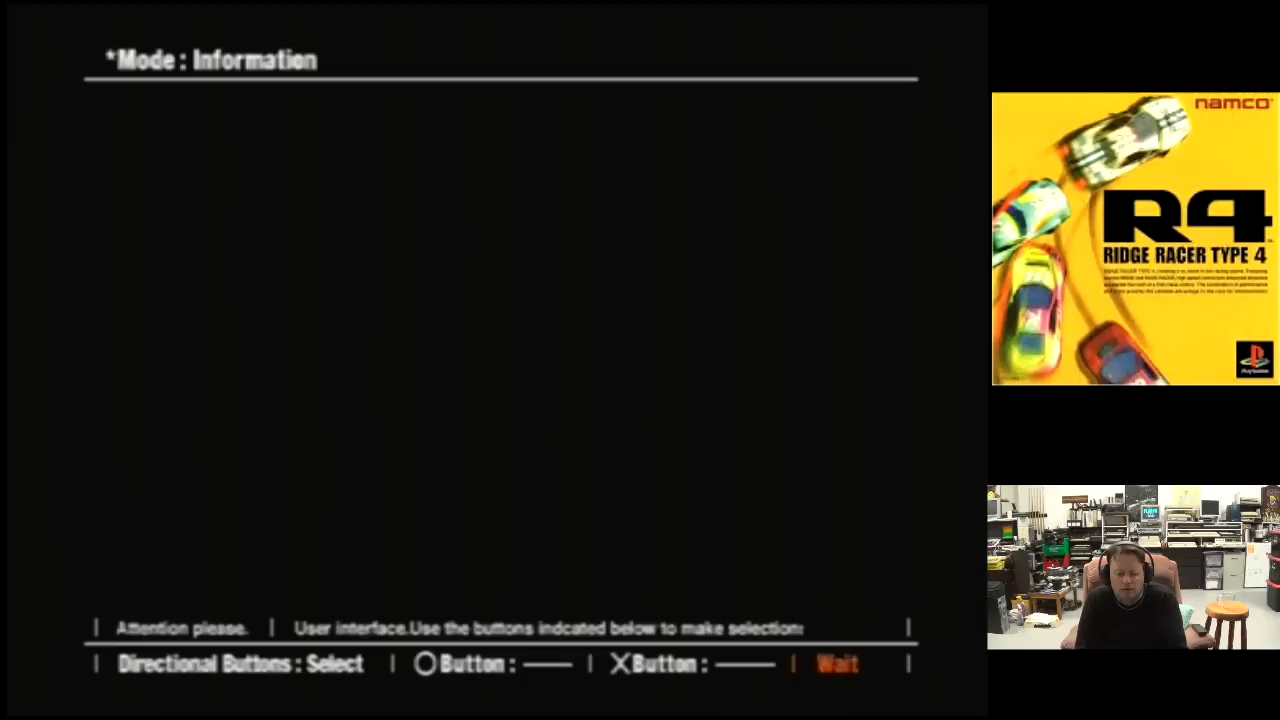 *Mode : Information
Attention please. | User interface.Use the buttons indcated below to make selection:
Directional Buttons : Select | ◯Button : —— | ✕Button : —— | Wait
namco
R4
RIDGE RACER TYPE 4
PlayStation